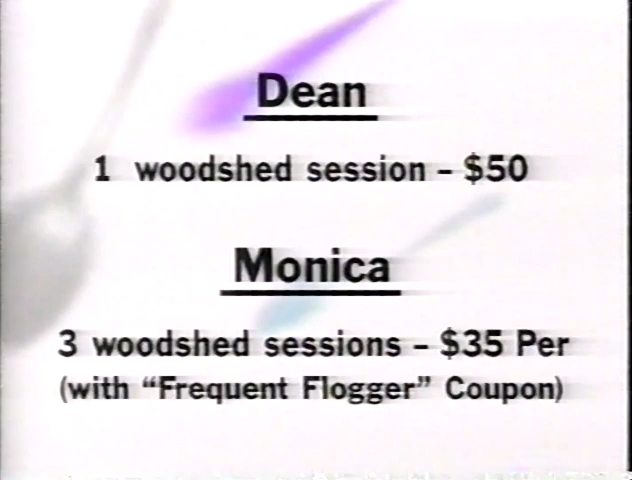 Dean
1 woodshed session – $50
Monica
3 woodshed sessions – $35 Per
(with “Frequent Flogger” Coupon)